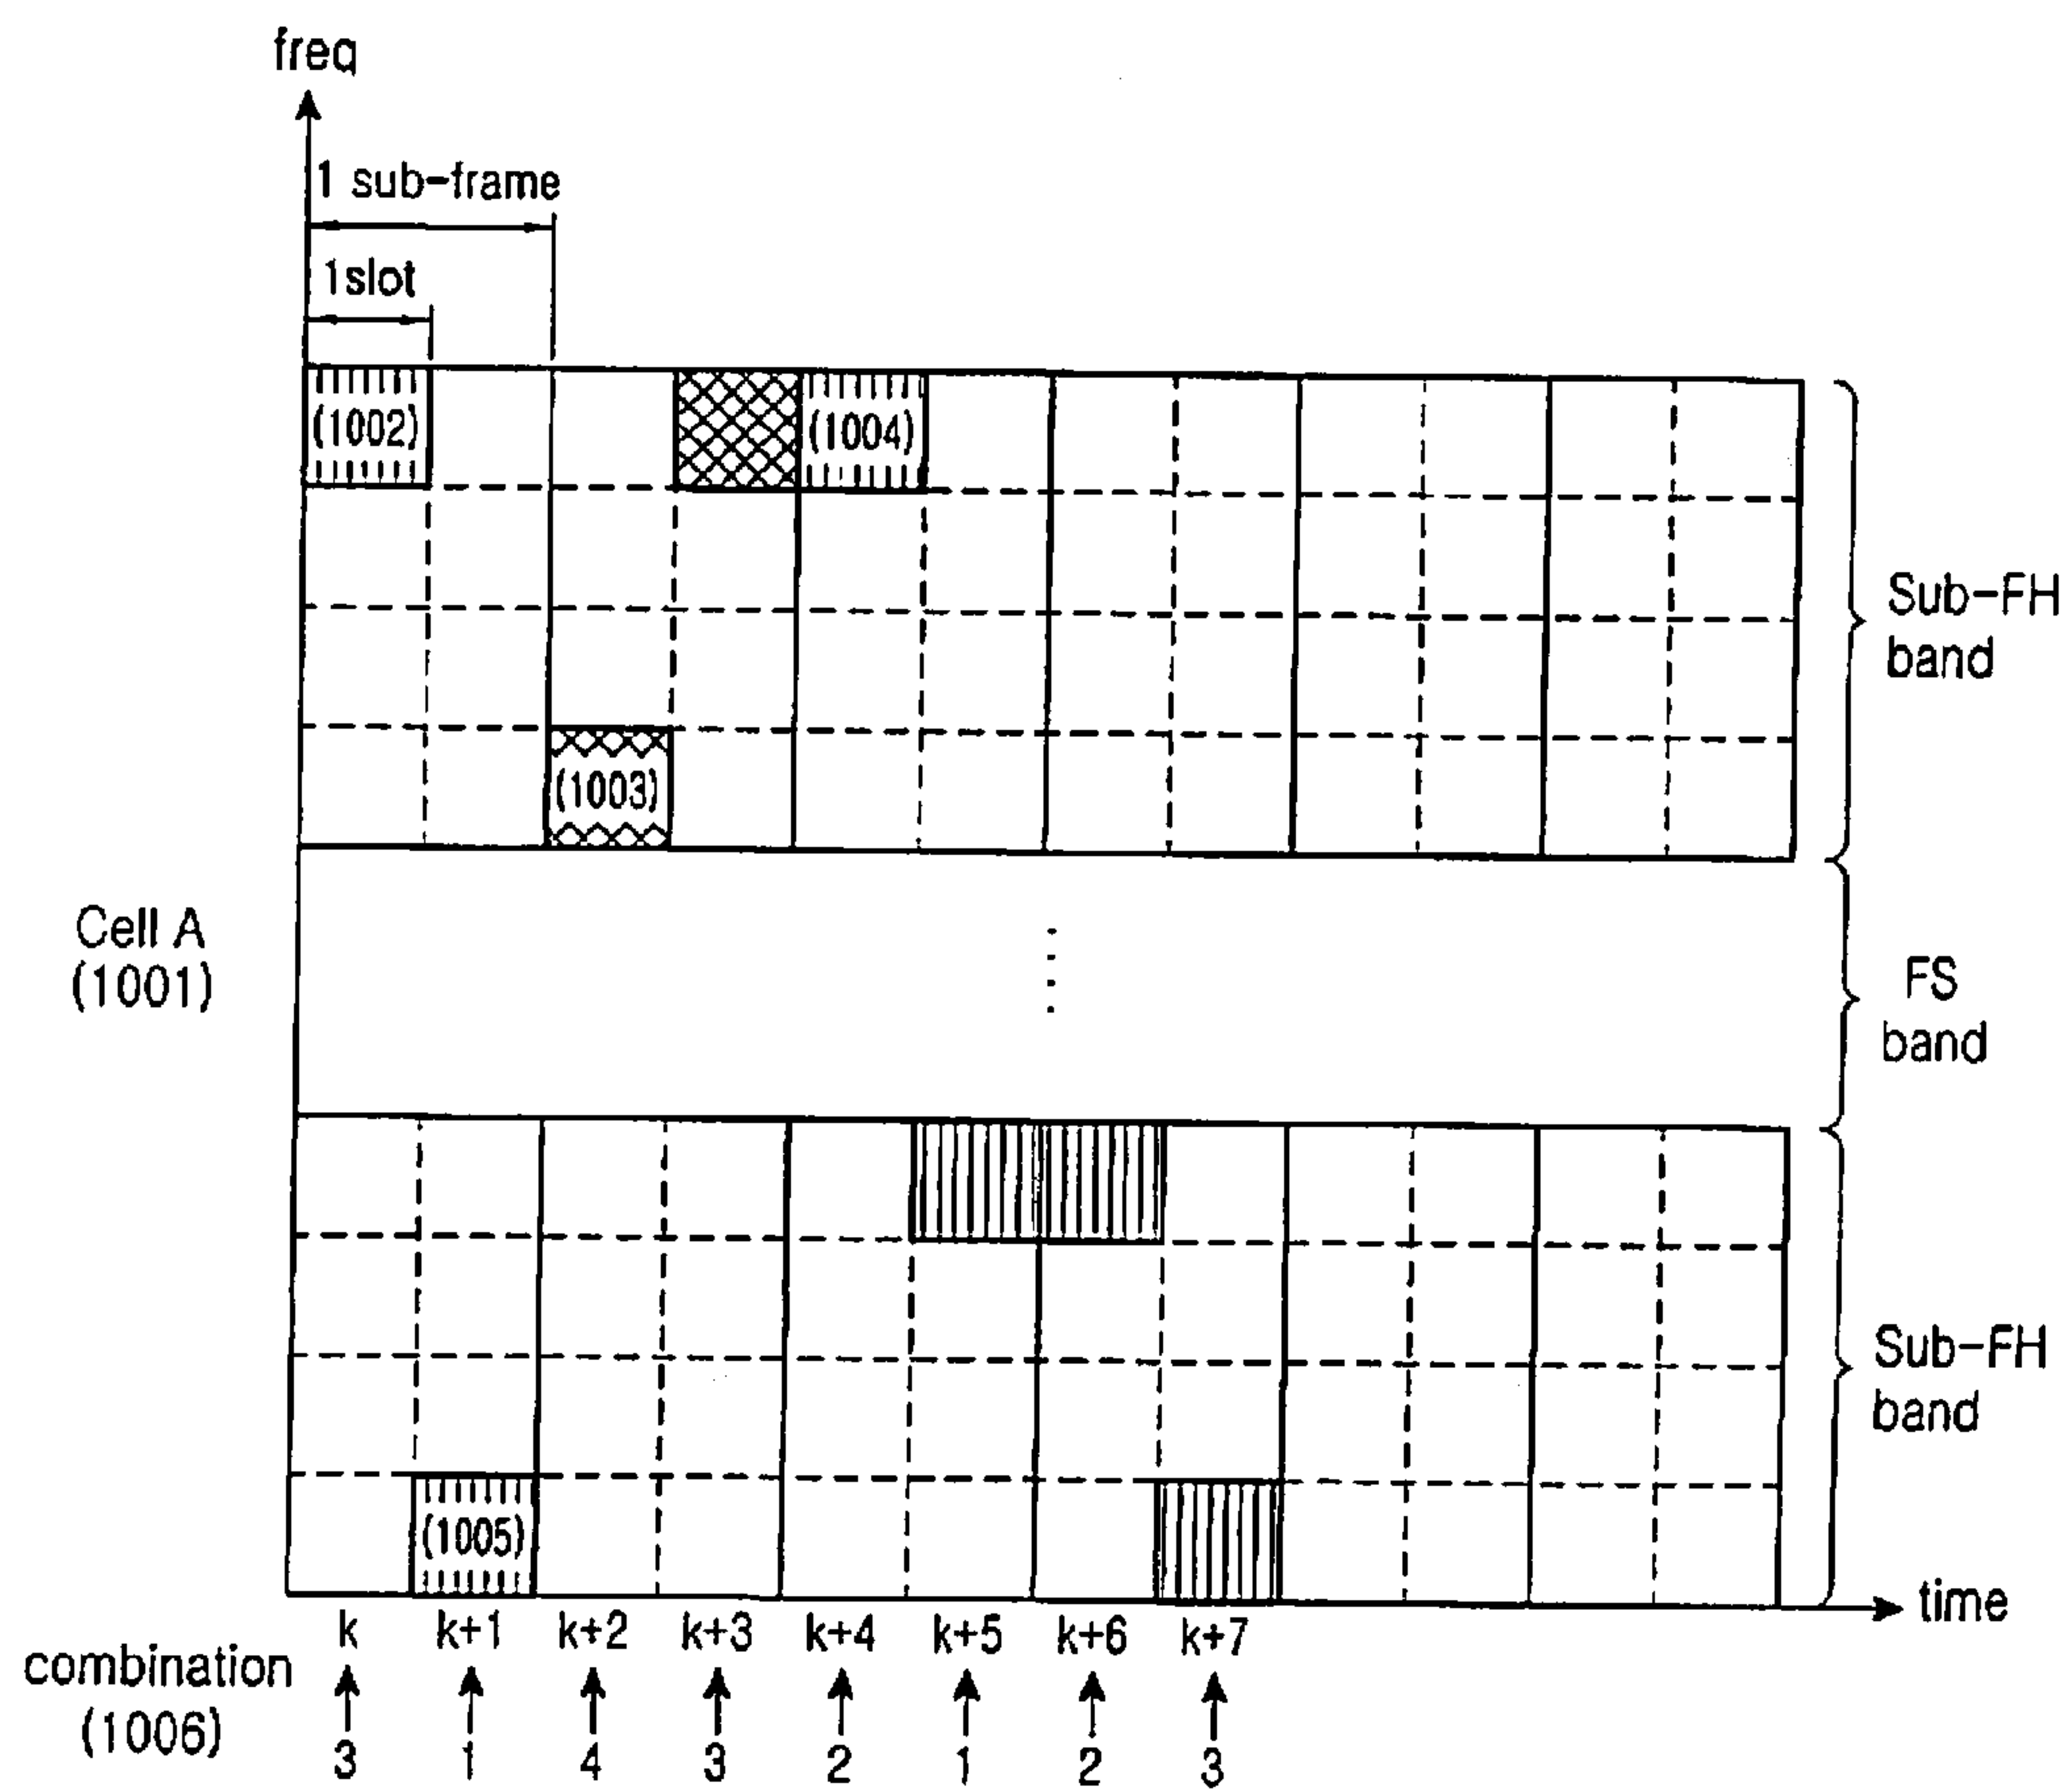 freq
1 sub-frame
1slot
(1002)
(1004)
(1003)
Sub-FH
band
Cell A
(1001)
FS
band
(1005)
Sub-FH
band
time
k k+1 k+2 k+3 k+4 k+5 k+6 k+7
combination
(1006)
3 1 4 3 2 1 2 3